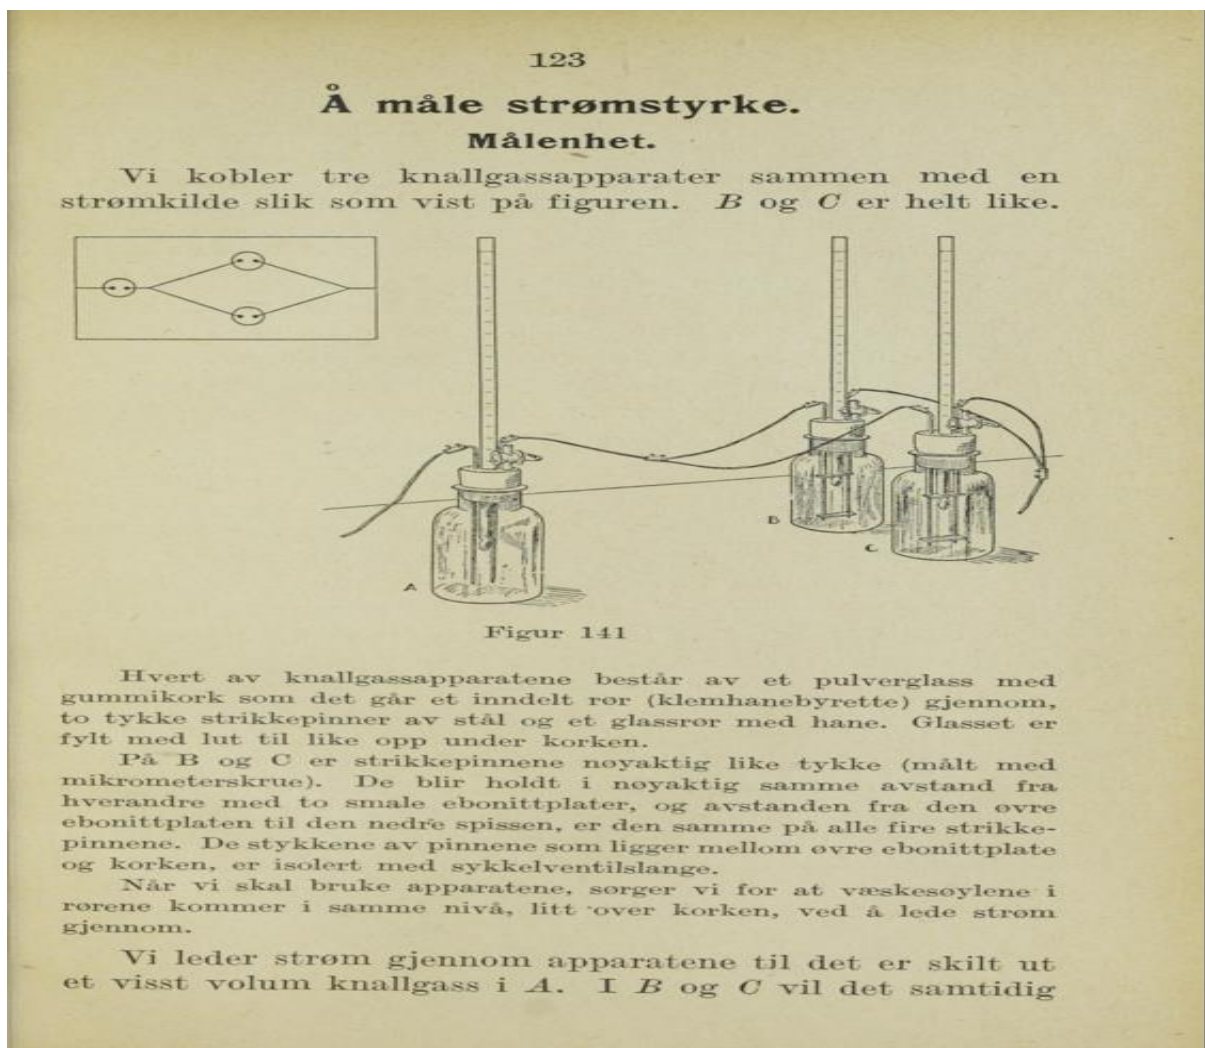 123
Å måle strømstyrke.
Målenhet.
Vi kobler tre knallgassapparater sammen med en
strømkilde slik som vist på figuren. B og C er helt like.
A
B
C
Figur 141
Hvert av knallgassapparatene består av et pulverglass med
gummikork som det går et inndelt rør (klemhanebyrette) gjennom,
to tykke strikkepinner av stål og et glassrør med hane. Glasset er
fylt med lut til like opp under korken.
På B og C er strikkepinnene nøyaktig like tykke (målt med
mikrometerskrue). De blir holdt i nøyaktig samme avstand fra
hverandre med to smale ebonittplater, og avstanden fra den øvre
ebonittplaten til den nedre spissen, er den samme på alle fire strikke-
pinnene. De stykkene av pinnene som ligger mellom øvre ebonittplate
og korken, er isolert med sykkelventilslange.
Når vi skal bruke apparatene, sørger vi for at væskesøylene i
rørene kommer i samme nivå, litt over korken, ved å lede strøm
gjennom.
Vi leder strøm gjennom apparatene til det er skilt ut
et visst volum knallgass i A. I B og C vil det samtidig